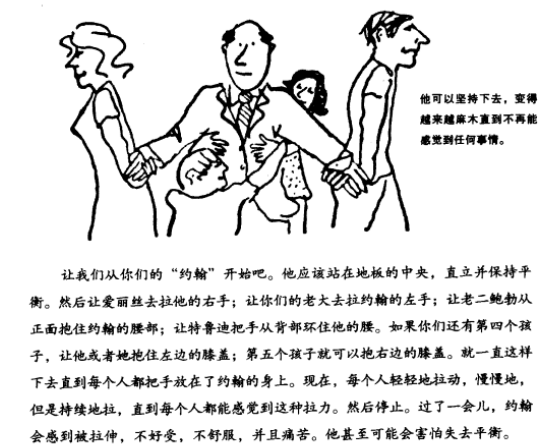 他可以坚持下去，变得
越来越麻木直到不再能
感觉到任何事情。
让我们从你们的“约翰”开始吧。他应该站在地板的中央，直立并保持平
衡。然后让爱丽丝去拉他的右手；让你们的老大去拉约翰的左手；让老二鲍勃从
正面抱住约翰的腰部；让特鲁迪把手从背部环住他的腰。如果你们还有第四个孩
子，让他或者她抱住左边的膝盖；第五个孩子就可以抱右边的膝盖。就一直这样
下去直到每个人都把手放在了约翰的身上。现在，每个人轻轻地拉动，慢慢地，
但是持续地拉，直到每个人都能感觉到这种拉力。然后停止。过了一会儿，约翰
会感到被拉伸，不好受，不舒服，并且痛苦。他甚至可能会害怕失去平衡。